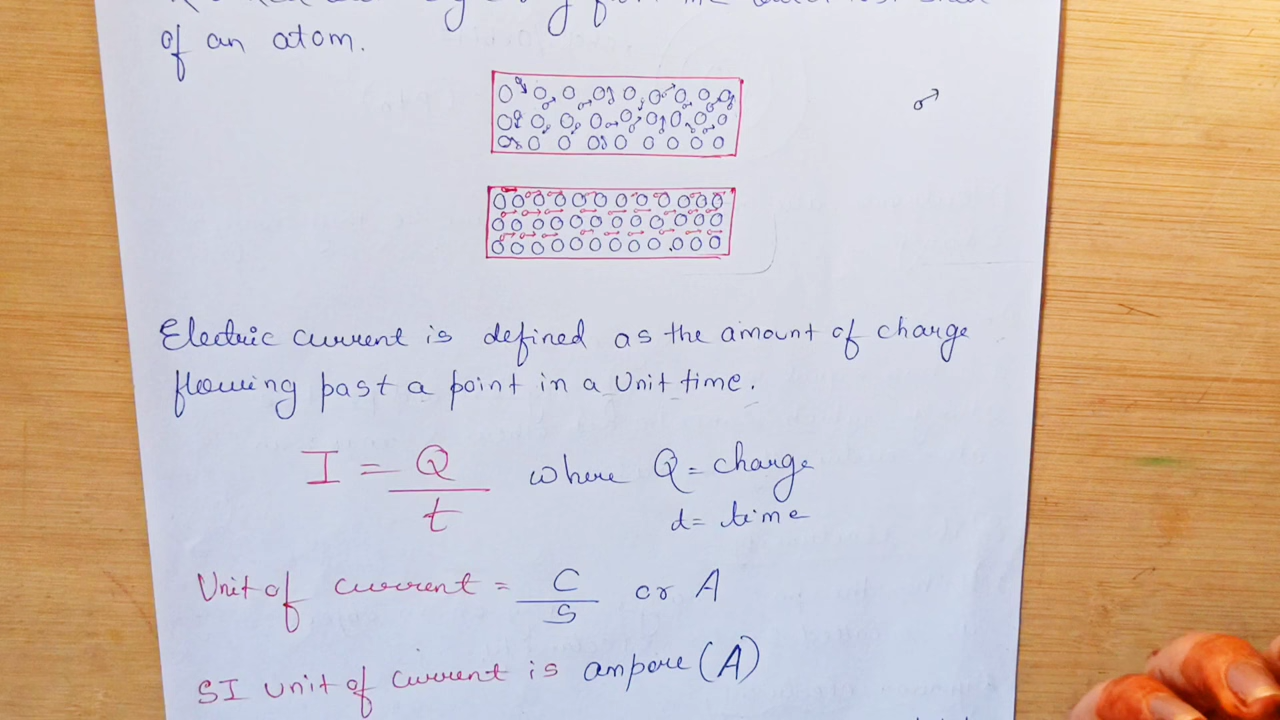 of an atom.
Electric current is defined as the amount of charge
flowing past a point in a Unit time.
I = Q/t where Q = charge
d = time
Unit of current = C/S or A
SI Unit of current is ampere (A)